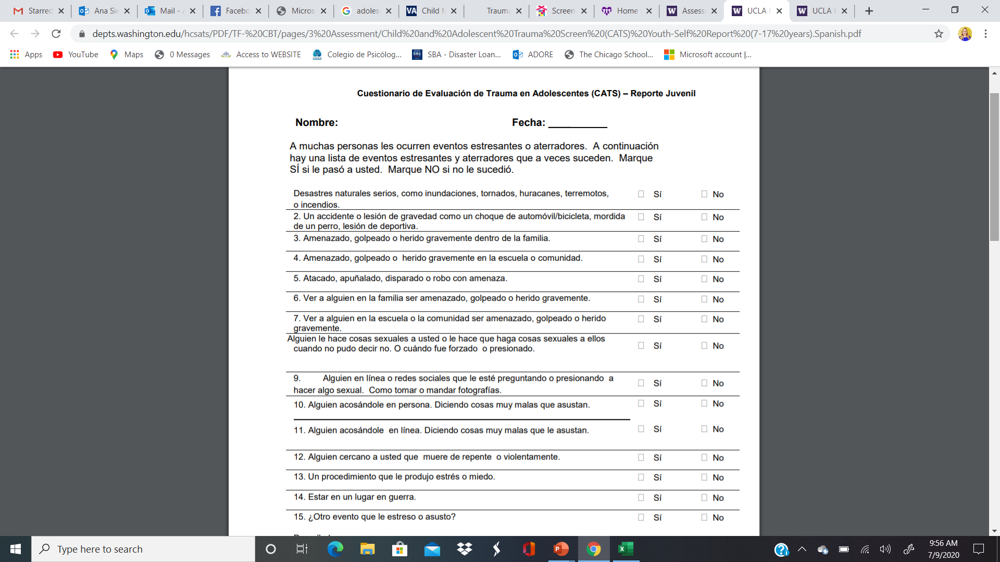 Starred
Ana Sie
Mail -
Facebo
Micros
adoles
VA Child M
Trauma
Screen
Home
W Assess
W UCLA
W UCLA
depts.washington.edu/hcsats/PDF/TF-%20CBT/pages/3%20Assessment/Child%20and%20Adolescent%20Trauma%20Screen%20(CATS)%20Youth-Self%20Report%20(7-17%20years).Spanish.pdf
Apps YouTube Maps 0 Messages Access to WEBSITE Colegio de Psicólog... SBA - Disaster Loan... ADORE The Chicago School... Microsoft account |...
Cuestionario de Evaluación de Trauma en Adolescentes (CATS) – Reporte Juvenil
Nombre: Fecha: __________
A muchas personas les ocurren eventos estresantes o aterradores. A continuación
hay una lista de eventos estresantes y aterradores que a veces suceden. Marque
SÍ si le pasó a usted. Marque NO si no le sucedió.
Desastres naturales serios, como inundaciones, tornados, huracanes, terremotos, Sí No
o incendios.
2. Un accidente o lesión de gravedad como un choque de automóvil/bicicleta, mordida Sí No
de un perro, lesión de deportiva.
3. Amenazado, golpeado o herido gravemente dentro de la familia. Sí No
4. Amenazado, golpeado o herido gravemente en la escuela o comunidad. Sí No
5. Atacado, apuñalado, disparado o robo con amenaza. Sí No
6. Ver a alguien en la familia ser amenazado, golpeado o herido gravemente. Sí No
7. Ver a alguien en la escuela o la comunidad ser amenazado, golpeado o herido Sí No
gravemente.
Alguien le hace cosas sexuales a usted o le hace que haga cosas sexuales a ellos Sí No
cuando no pudo decir no. O cuándo fue forzado o presionado.
9. Alguien en línea o redes sociales que le esté preguntando o presionando a Sí No
hacer algo sexual. Como tomar o mandar fotografías.
10. Alguien acosándole en persona. Diciendo cosas muy malas que asustan. Sí No
11. Alguien acosándole en línea. Diciendo cosas muy malas que le asustan. Sí No
12. Alguien cercano a usted que muere de repente o violentamente. Sí No
13. Un procedimiento que le produjo estrés o miedo. Sí No
14. Estar en un lugar en guerra. Sí No
15. ¿Otro evento que le estreso o asusto? Sí No
Type here to search
9:56 AM
7/9/2020